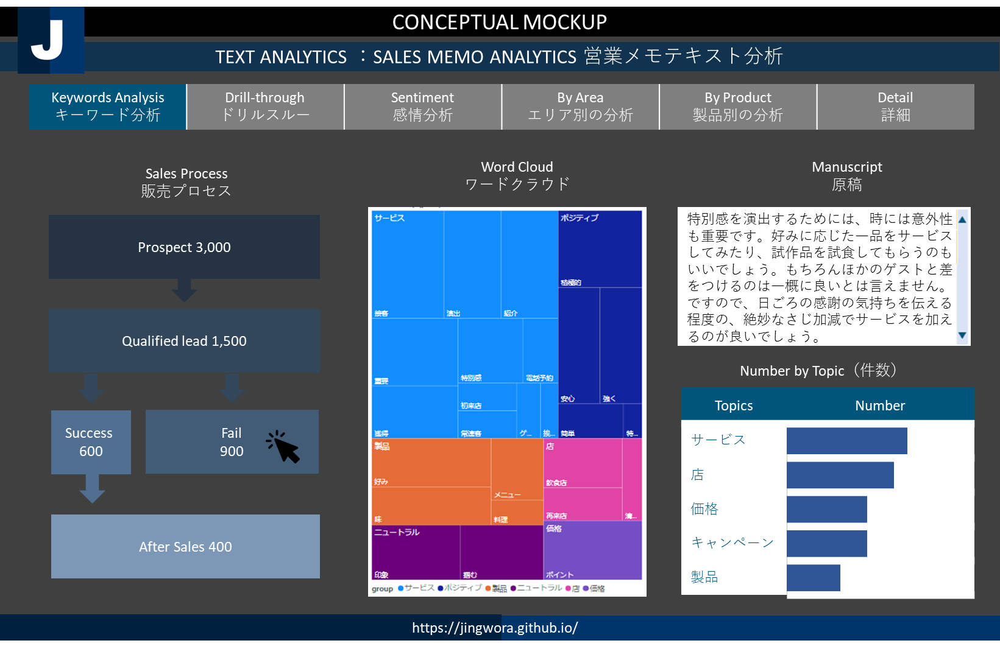 CONCEPTUAL MOCKUP
J
TEXT ANALYTICS ：SALES MEMO ANALYTICS 営業メモテキスト分析
Keywords Analysis
キーワード分析
Drill-through
ドリルスルー
Sentiment
感情分析
By Area
エリア別の分析
By Product
製品別の分析
Detail
詳細
Sales Process
販売プロセス
Prospect 3,000
Qualified lead 1,500
Success
600
Fail
900
After Sales 400
Word Cloud
ワードクラウド
サービス
接客
演出
紹介
重要
特別感
電話予約
獲得
初来店
常連客
ゲ...
挨...
ポジティブ
積極的
安心
強く
簡単
特...
製品
好み
味
メニュー
料理
店
飲食店
再来店
清...
ニュートラル
印象
掴む
価格
ポイント
group サービス ポジティブ 製品 ニュートラル 店 価格
Manuscript
原稿
特別感を演出するためには、時には意外性
も重要です。好みに応じた一品をサービス
してみたり、試作品を試食してもらうのも
いいでしょう。もちろんほかのゲストと差
をつけるのは一概に良いとは言えません。
ですので、日ごろの感謝の気持ちを伝える
程度の、絶妙なさじ加減でサービスを加え
るのが良いでしょう。
Number by Topic（件数）
Topics Number
サービス
店
価格
キャンペーン
製品
https://jingwora.github.io/